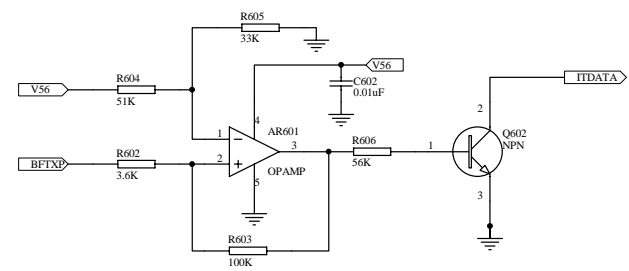 R605
33K
V56
R604
51K
V56
C602
0.01uF
ITDATA
4
2
Q602
NPN
1
AR601
3
R606
56K
1
BFTXP
R602
3.6K
2
OPAMP
5
3
R603
100K